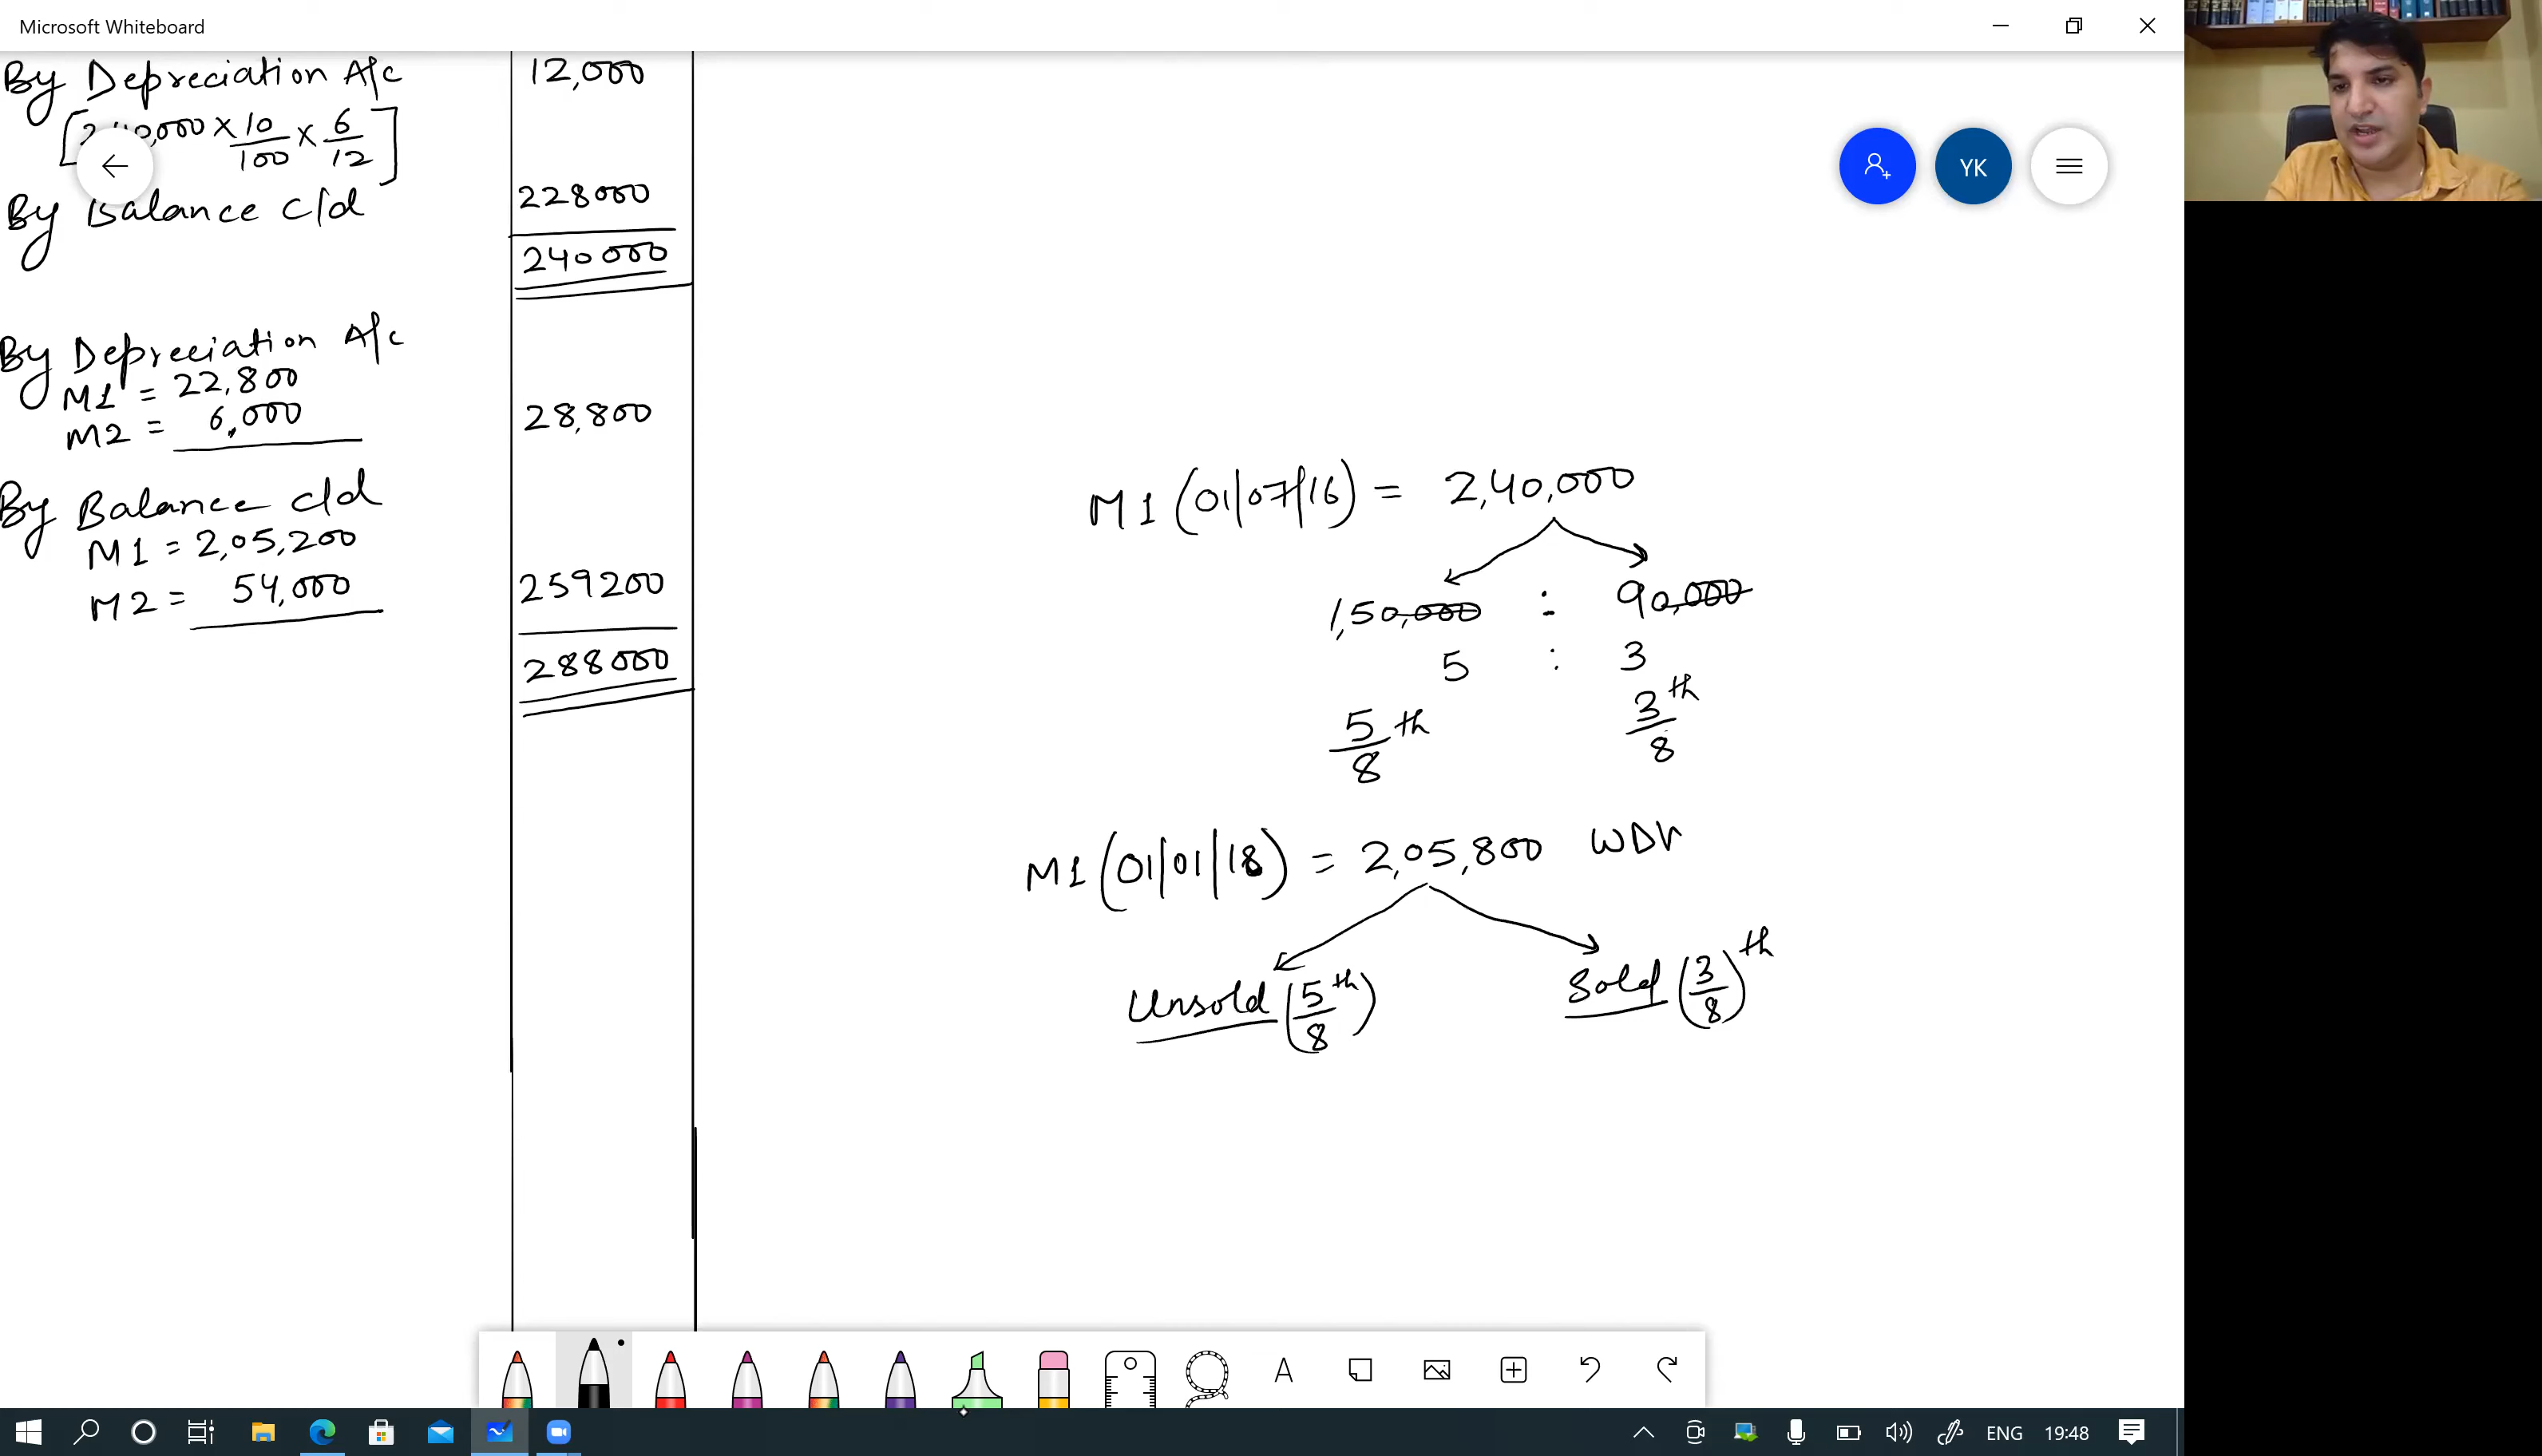 Microsoft Whiteboard
By Depreciation A/c 12,000
0,000 × 10/100 × 6/12 ]
By Balance c/d 228000
240000
By Depreciation A/c
M1 = 22,800
M2 = 6,000 28,800
By Balance c/d
M1 = 2,05,200
M2 = 54,000 259200
288000
YK
M1 (01/07/16) = 2,40,000
1,50,000 : 90,000
5 : 3
5/8 th 3/8 th
M1 (01/01/18) = 2,05,800 WDV
Unsold (5/8 th) Sold (3/8) th
A
ENG 19:48